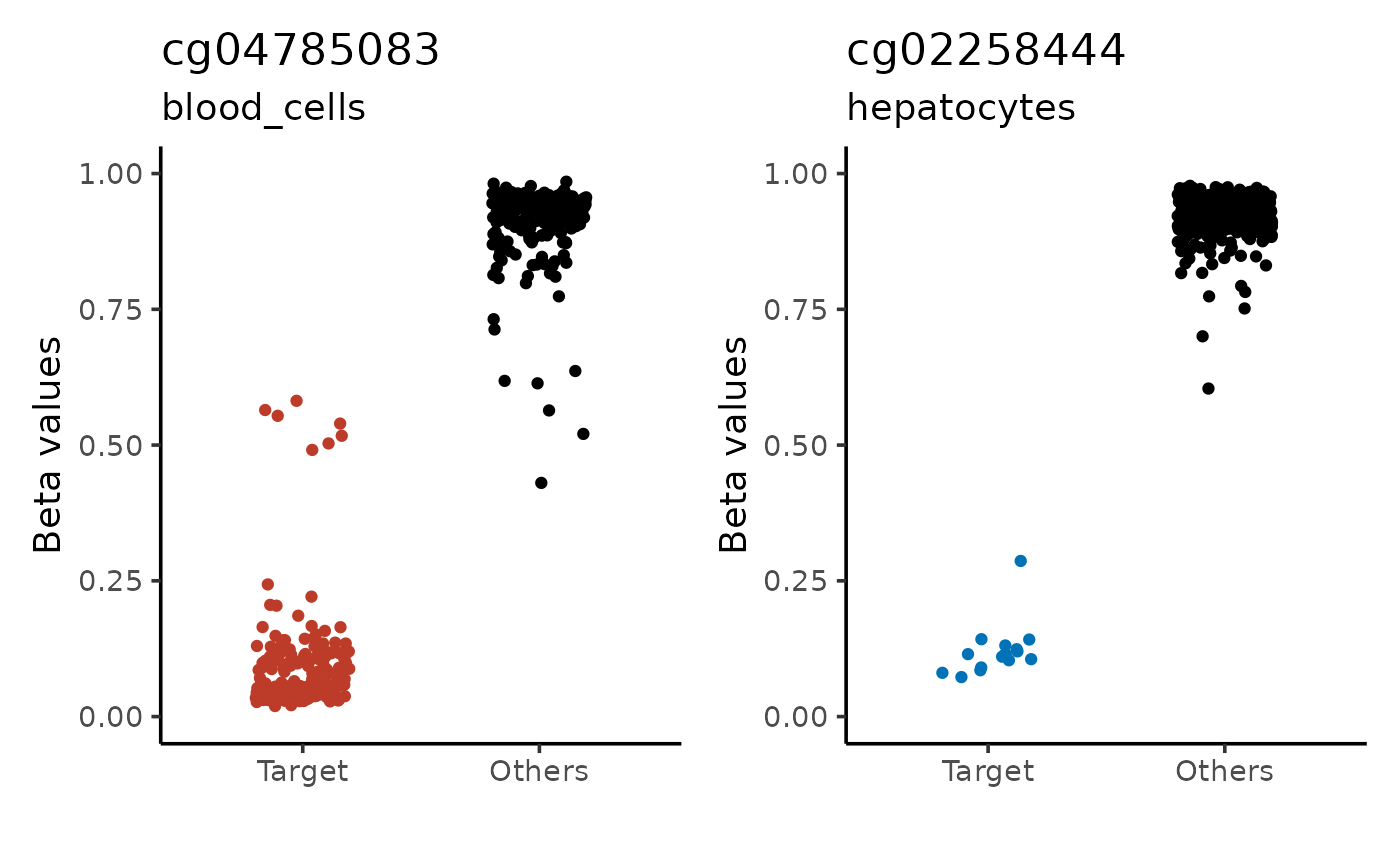 cg04785083
blood_cells
Beta values
1.00
0.75
0.50
0.25
0.00
Target Others
cg02258444
hepatocytes
Beta values
1.00
0.75
0.50
0.25
0.00
Target Others